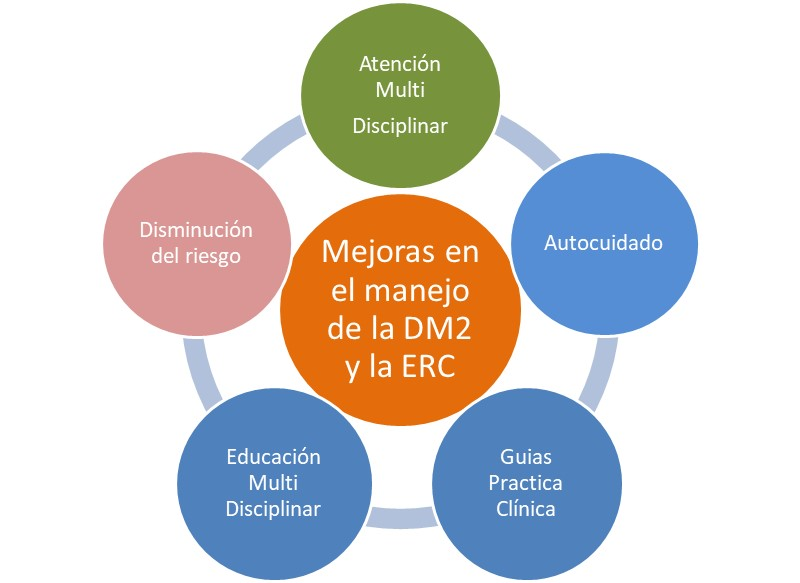 Atención
Multi
Disciplinar
Autocuidado
Guias
Practica
Clínica
Educación
Multi
Disciplinar
Disminución
del riesgo
Mejoras en
el manejo
de la DM2
y la ERC